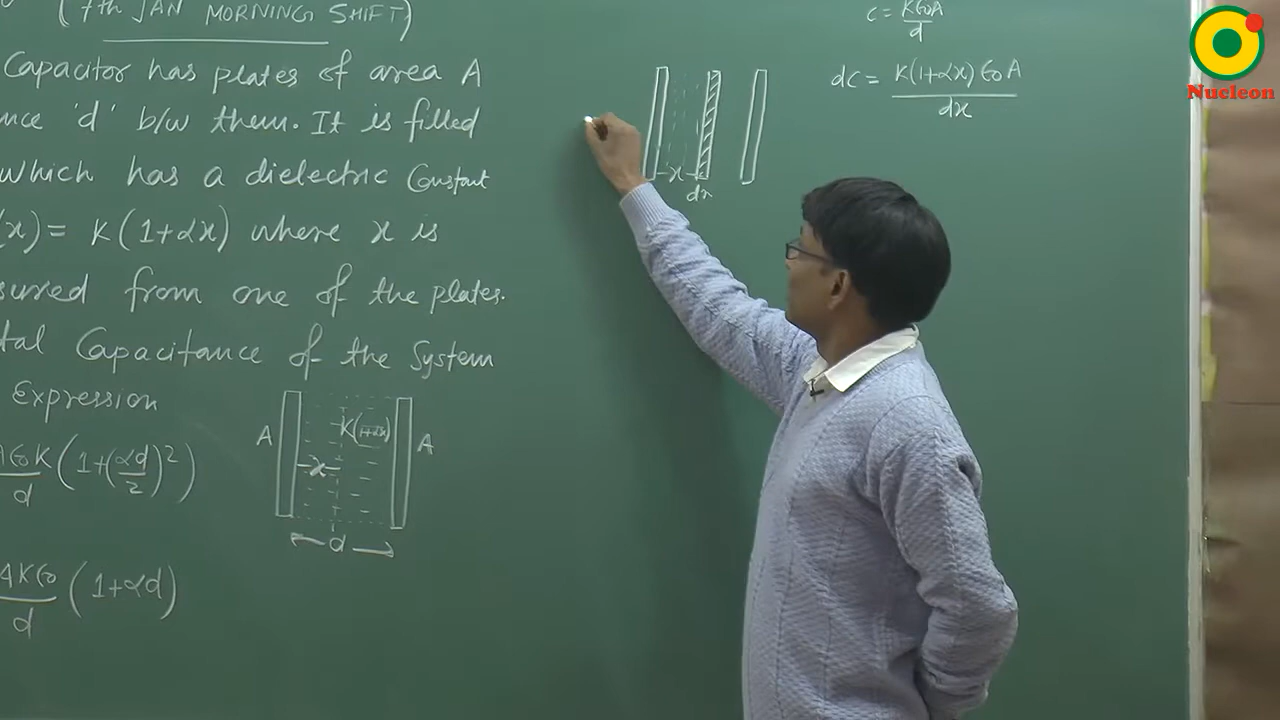 (7th JAN MORNING SHIFT)
Capacitor has plates of area A
nce 'd' b/w them. It is filled
which has a dielectric Constant
(x) = K(1+αx) where x is
sured from one of the plates.
tal Capacitance of the System
Expression
A∈0K/d (1+(αd/2)²)
AK∈0/d (1+αd)
A K(1+αx) A
x
d
x
dx
C = K∈0A/d
dC = K(1+αx)∈0A/dx
Nucleon